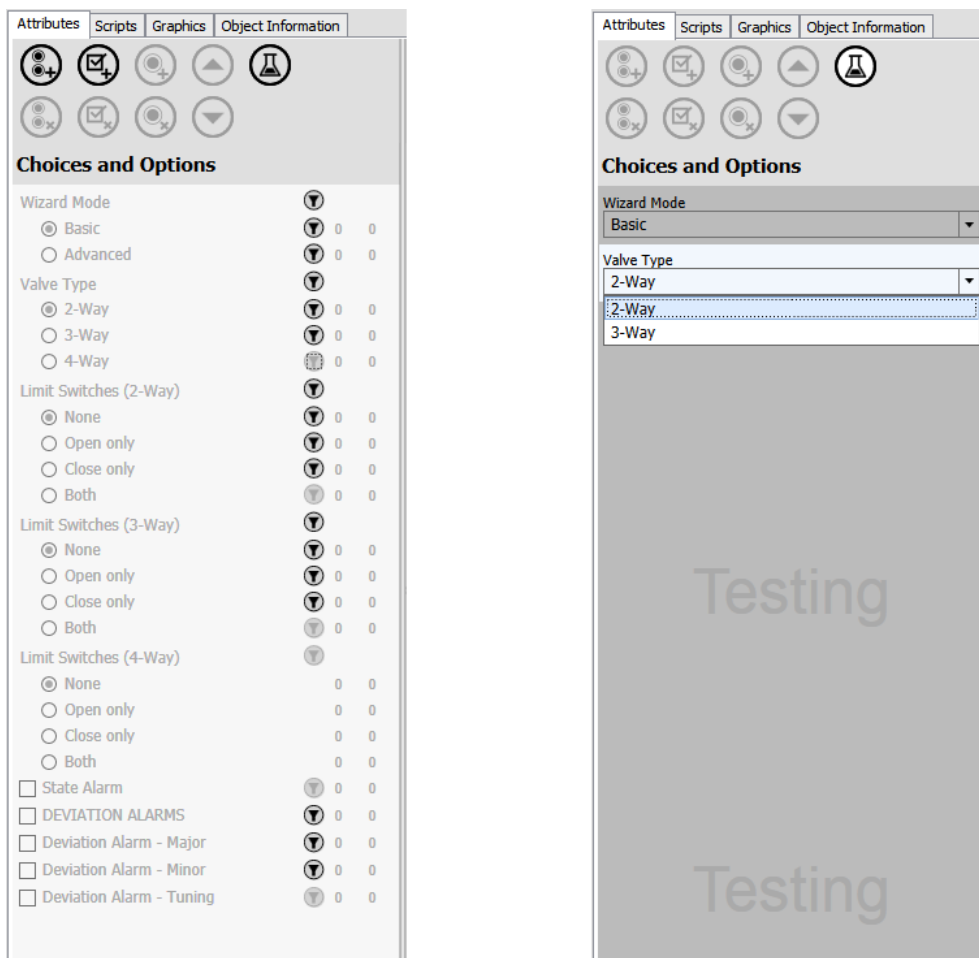 Attributes Scripts Graphics Object Information
Choices and Options
Wizard Mode
Basic 0 0
Advanced 0 0
Valve Type
2-Way 0 0
3-Way 0 0
4-Way 0 0
Limit Switches (2-Way)
None 0 0
Open only 0 0
Close only 0 0
Both 0 0
Limit Switches (3-Way)
None 0 0
Open only 0 0
Close only 0 0
Both 0 0
Limit Switches (4-Way)
None 0 0
Open only 0 0
Close only 0 0
Both 0 0
State Alarm 0 0
DEVIATION ALARMS 0 0
Deviation Alarm - Major 0 0
Deviation Alarm - Minor 0 0
Deviation Alarm - Tuning 0 0
Attributes Scripts Graphics Object Information
Choices and Options
Wizard Mode
Basic
Valve Type
2-Way
2-Way
3-Way
Testing
Testing